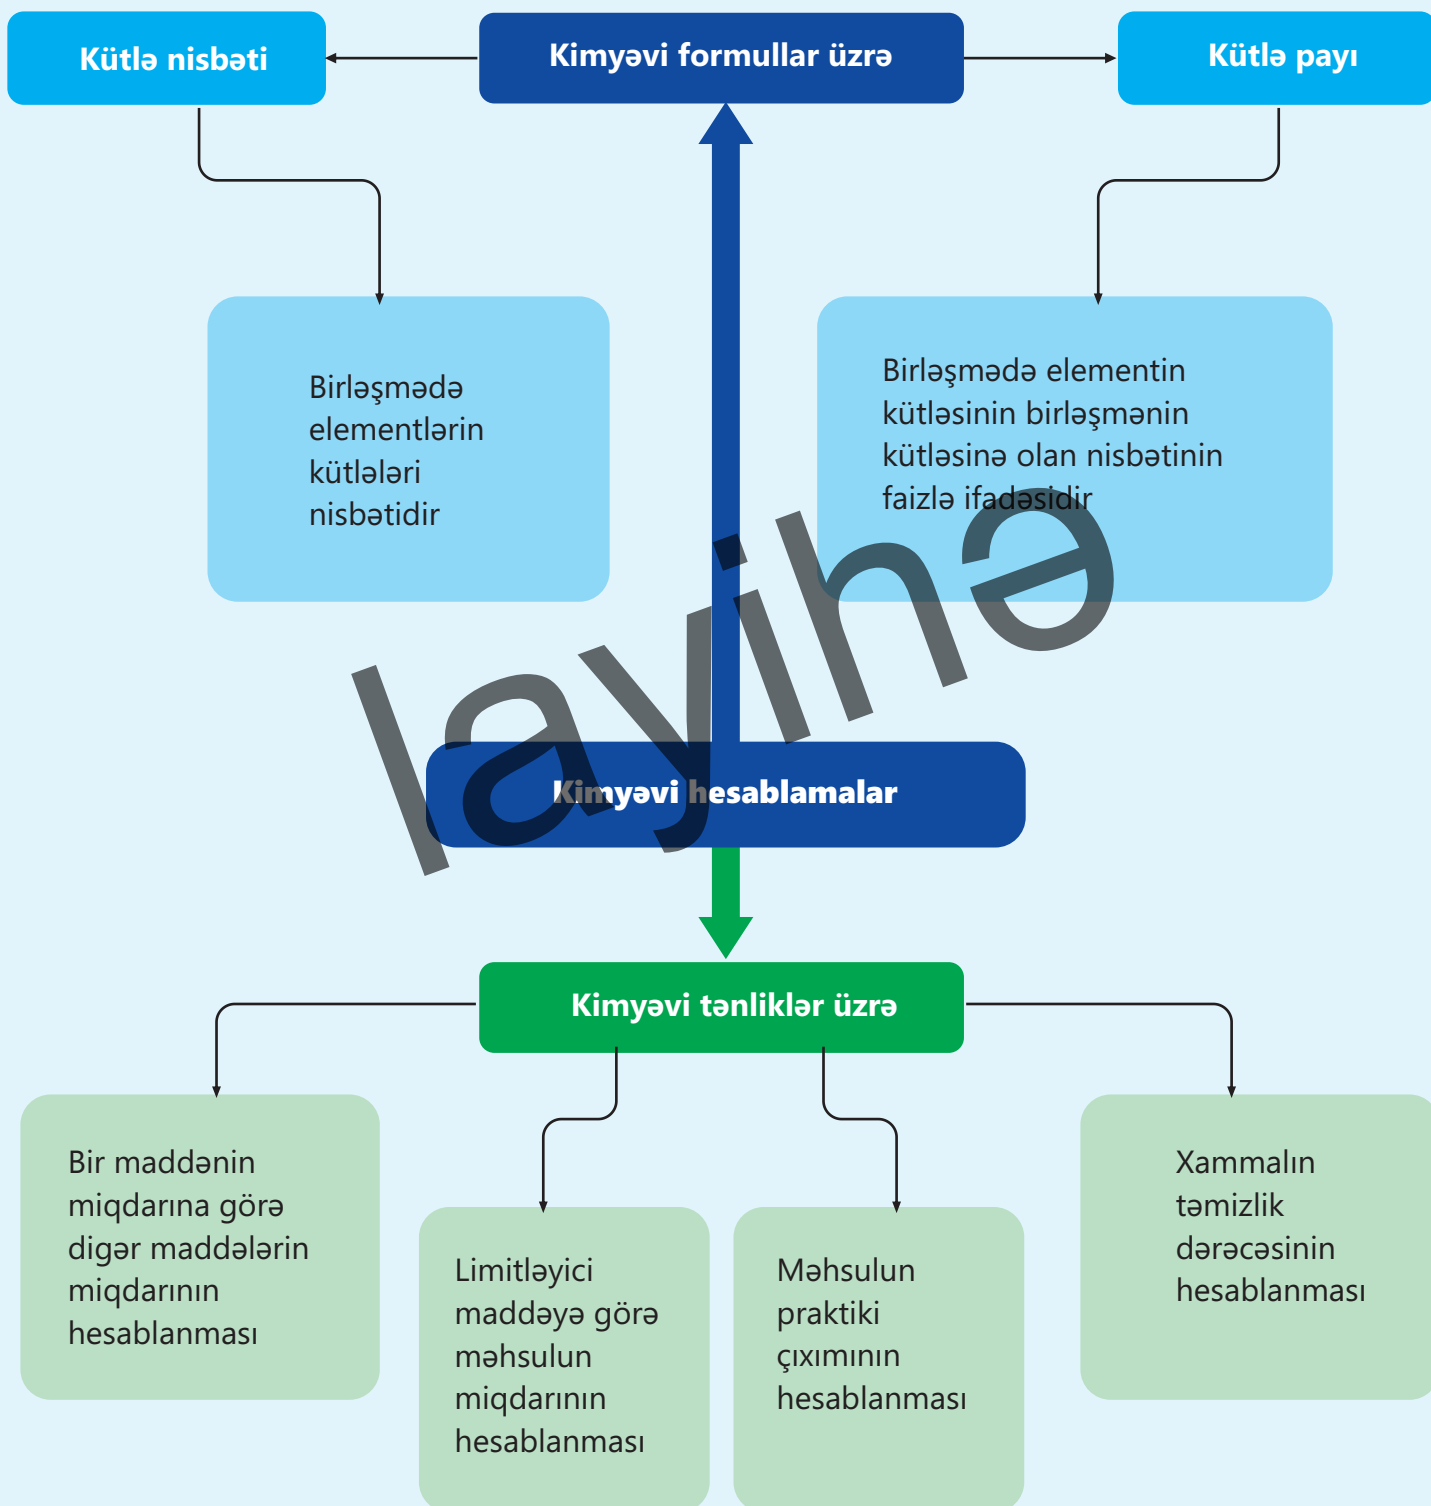 Kütlə nisbəti
Kimyəvi formullar üzrə
Kütlə payı
Birləşmədə
elementlərin
kütlələri
nisbətidir
Birləşmədə elementin
kütləsinin birləşmənin
kütləsinə olan nisbətinin
faizlə ifadəsidir
layihə
Kimyəvi hesablamalar
Kimyəvi tənliklər üzrə
Bir maddənin
miqdarına görə
digər maddələrin
miqdarının
hesablanması
Limitləyici
maddəyə görə
məhsulun
miqdarının
hesablanması
Məhsulun
praktiki
çıxımının
hesablanması
Xammalın
təmizlik
dərəcəsinin
hesablanması